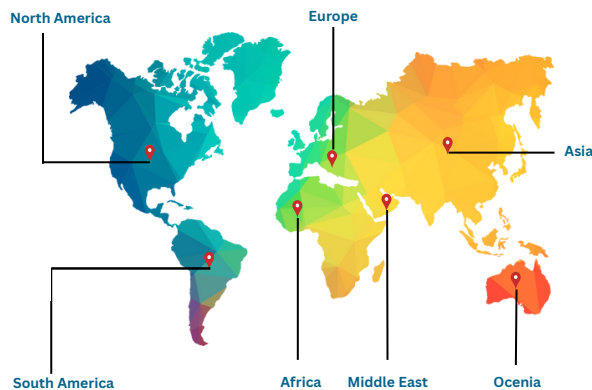 Europe
North America
Asia
South America
Africa
Middle East
Ocenia